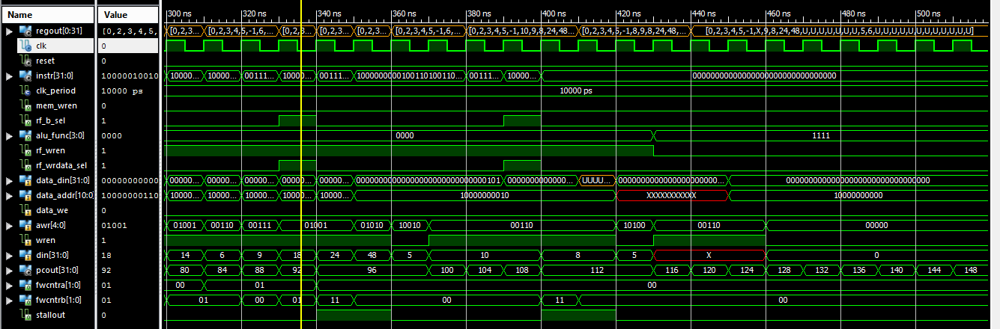 Name Value 300 ns 320 ns 340 ns 360 ns 380 ns 400 ns 420 ns 440 ns 460 ns 480 ns 500 ns
regout[0:31] [0,2,3,4,5, [0,2,3... [0,2,3,4,5,-1,6,... [0,2,3... [0,2,3... [0,2,3... [0,2,3,4,5,-1,6,... [0,2,3,4,5,-1,10,9,8,24,48,... [0,2,3,4,5,-1,8,9,8,24,48,... [0,2,3,4,5,-1,X,9,8,24,48,U,U,U,U,U,U,5,6,U,U,U,U,U,U,U,U,U,U,U,U]
clk 0
reset 0
instr[31:0] 10000010010 10000... 10000... 00111... 10000... 00111... 1000000000100110100110... 00111... 10000... 00000000000000000000000000000000
clk_period 10000 ps 10000 ps
mem_wren 0
rf_b_sel 1
alu_func[3:0] 0000 0000 1111
rf_wren 1
rf_wrdata_sel 1
data_din[31:0] 00000000000 00000... 00000... 00000... 00000... 00000... 00000000000000000000000000000101 0000000000000... UUUU... 0000000000000000000000... 00000000000000000000000000000000
data_addr[10:0] 10000000110 10000... 10000... 10000... 10000... 10000... 10000000010 XXXXXXXXXXX 10000000000
data_we 0
awr[4:0] 01001 01001 00110 00111 01001 01010 10010 00110 10100 00110 00000
wren 1
din[31:0] 18 14 6 9 18 24 48 5 10 8 5 X 0
pcout[31:0] 92 80 84 88 92 96 100 104 108 112 116 120 124 128 132 136 140 144 148
fwcntra[1:0] 01 00 01 00
fwcntrb[1:0] 01 01 00 01 11 00 11 00
stallout 0